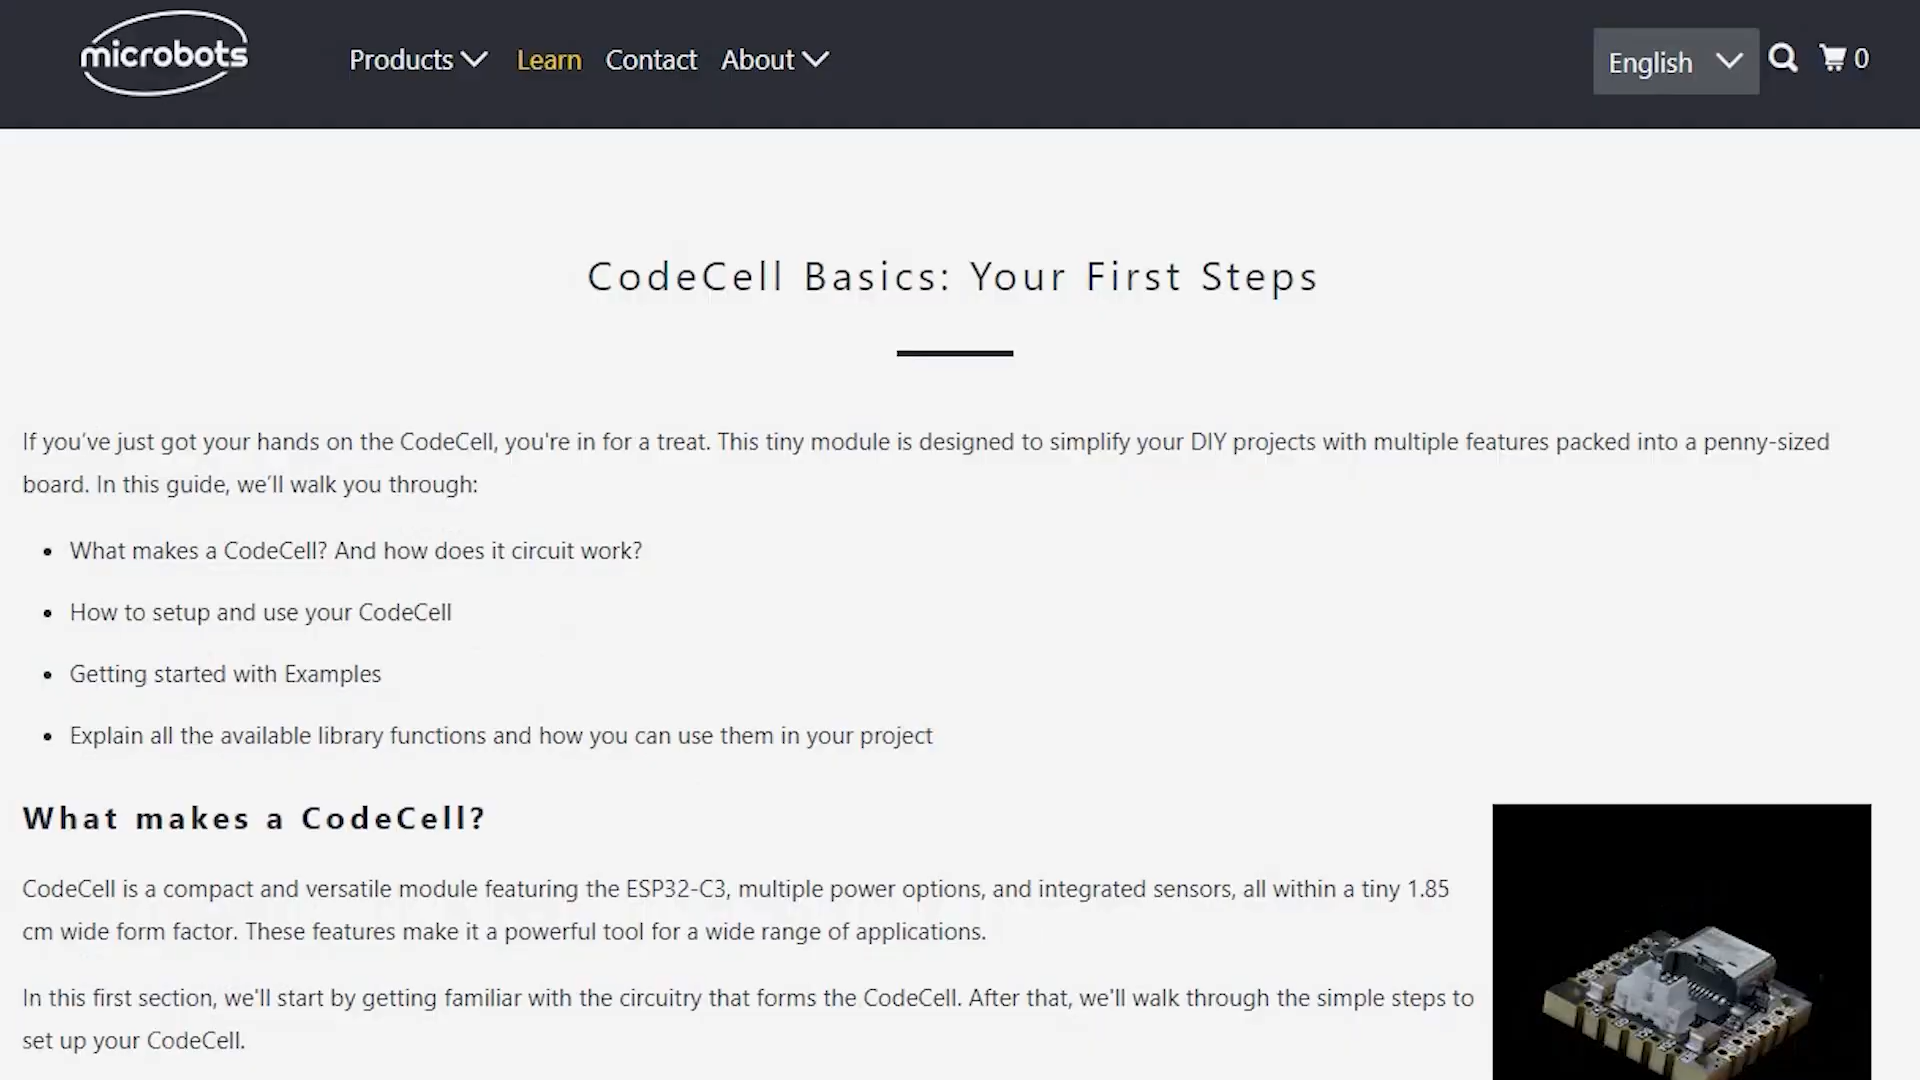 microbots
Products Learn Contact About
English
0
CodeCell Basics: Your First Steps
If you've just got your hands on the CodeCell, you're in for a treat. This tiny module is designed to simplify your DIY projects with multiple features packed into a penny-sized
board. In this guide, we'll walk you through:
• What makes a CodeCell? And how does it circuit work?
• How to setup and use your CodeCell
• Getting started with Examples
• Explain all the available library functions and how you can use them in your project
What makes a CodeCell?
CodeCell is a compact and versatile module featuring the ESP32-C3, multiple power options, and integrated sensors, all within a tiny 1.85
cm wide form factor. These features make it a powerful tool for a wide range of applications.
In this first section, we'll start by getting familiar with the circuitry that forms the CodeCell. After that, we'll walk through the simple steps to
set up your CodeCell.